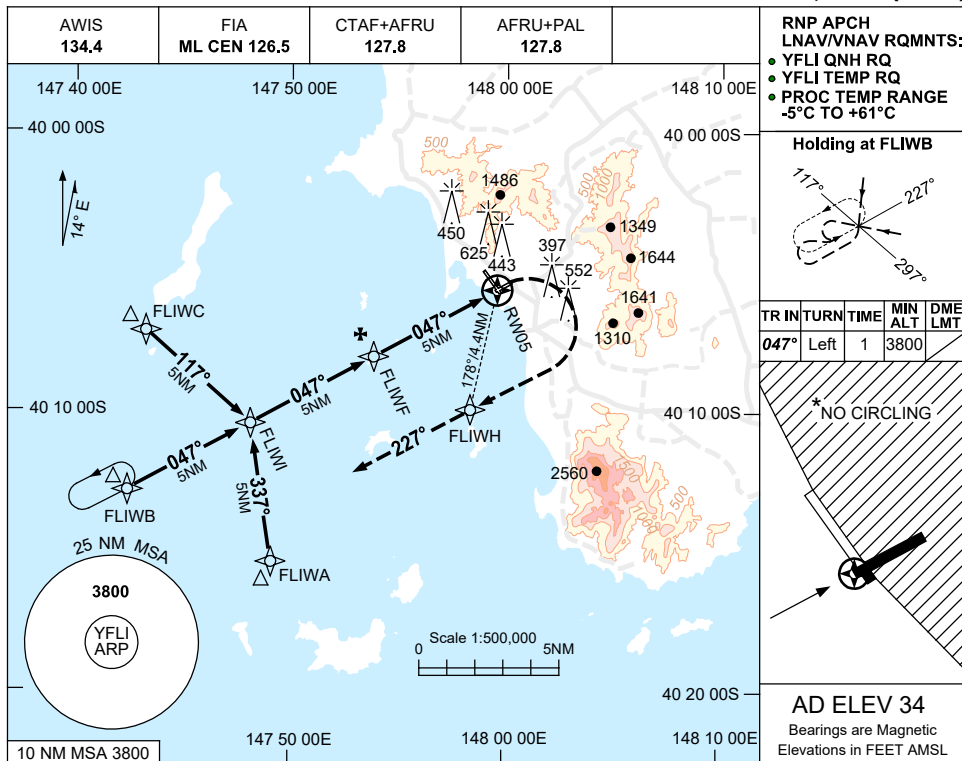 AWIS
134.4
FIA
ML CEN 126.5
CTAF+AFRU
127.8
AFRU+PAL
127.8
RNP APCH
LNAV/VNAV RQMNTS:
YFLI QNH RQ
YFLI TEMP RQ
PROC TEMP RANGE
-5°C TO +61°C
147 40 00E
147 50 00E
148 00 00E
148 10 00E
40 00 00S
40 00 00S
14° E
500
1486
500
1000
450
625
443
397
552
1349
1644
1641
1310
FLIWC
117°
5NM
047°
5NM
RW05
178°/4.4NM
FLIWF
047°
5NM
40 10 00S
40 10 00S
FLIWI
FLIWH
227°
047°
5NM
337°
5NM
FLIWB
FLIWA
2560
500
500
1000
25 NM MSA
3800
YFLI
ARP
Scale 1:500,000
0
5NM
40 20 00S
10 NM MSA 3800
147 50 00E
148 00 00E
148 10 00E
Holding at FLIWB
117°
227°
297°
TR IN TURN TIME MIN ALT DME LMT
047° Left 1 3800
*NO CIRCLING
AD ELEV 34
Bearings are Magnetic
Elevations in FEET AMSL